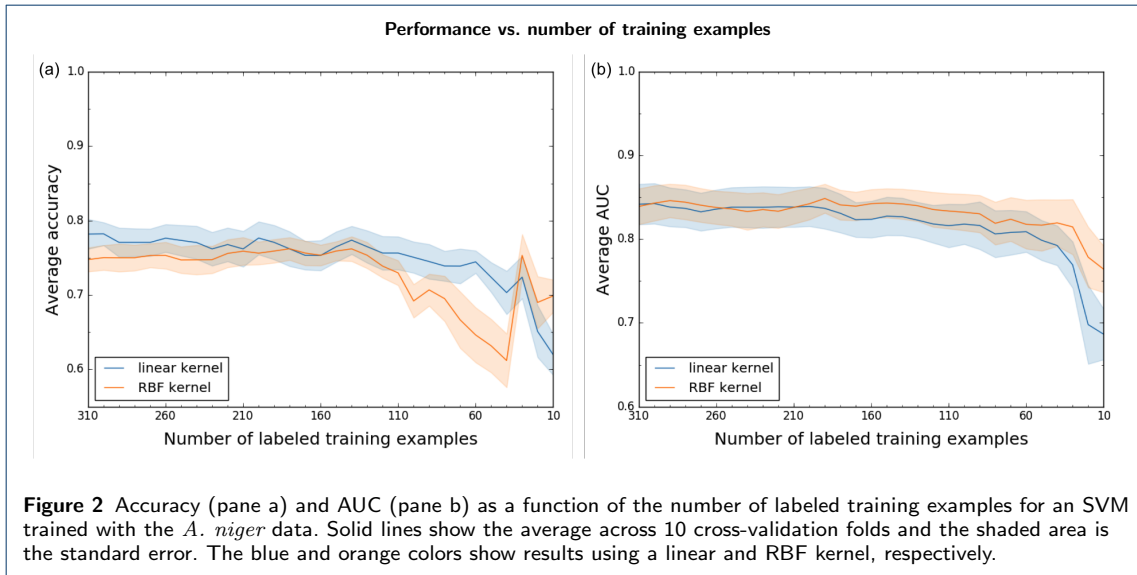 Performance vs. number of training examples
(a)
1.0
0.9
0.8
0.7
0.6
Average accuracy
linear kernel
RBF kernel
310 260 210 160 110 60 10
Number of labeled training examples
(b)
1.0
0.9
0.8
0.7
0.6
Average AUC
linear kernel
RBF kernel
310 260 210 160 110 60 10
Number of labeled training examples
Figure 2 Accuracy (pane a) and AUC (pane b) as a function of the number of labeled training examples for an SVM
trained with the A. niger data. Solid lines show the average across 10 cross-validation folds and the shaded area is
the standard error. The blue and orange colors show results using a linear and RBF kernel, respectively.